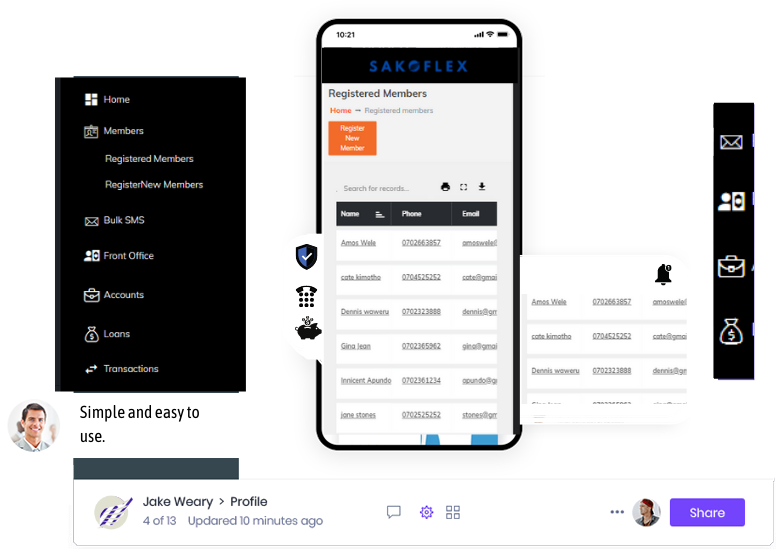 Home
Members
Registered Members
RegisterNew Members
Bulk SMS
Front Office
Accounts
Loans
Transactions
Simple and easy to
use.
10:21
SAKOFLEX
Registered Members
Home → Registered members
Register
New
Member
Search for records...
Name Phone Email
Amos Wele 0702663857 amoswele(
cate kimotho 0704525252 cate@gmai
Dennis waweru 0702323888 dennis@gm
Gina Jean 0702365962 gina@gmai
Innicent Apundo 0702361234 apundo@g
jane stones 0702525252 stones@gm
Amos Wele 0702663857 amoswele(
cate kimotho 0704525252 cate@gmai
Dennis waweru 0702323888 dennis@g
Jake Weary > Profile
4 of 13 Updared 10 minutes ago
Share